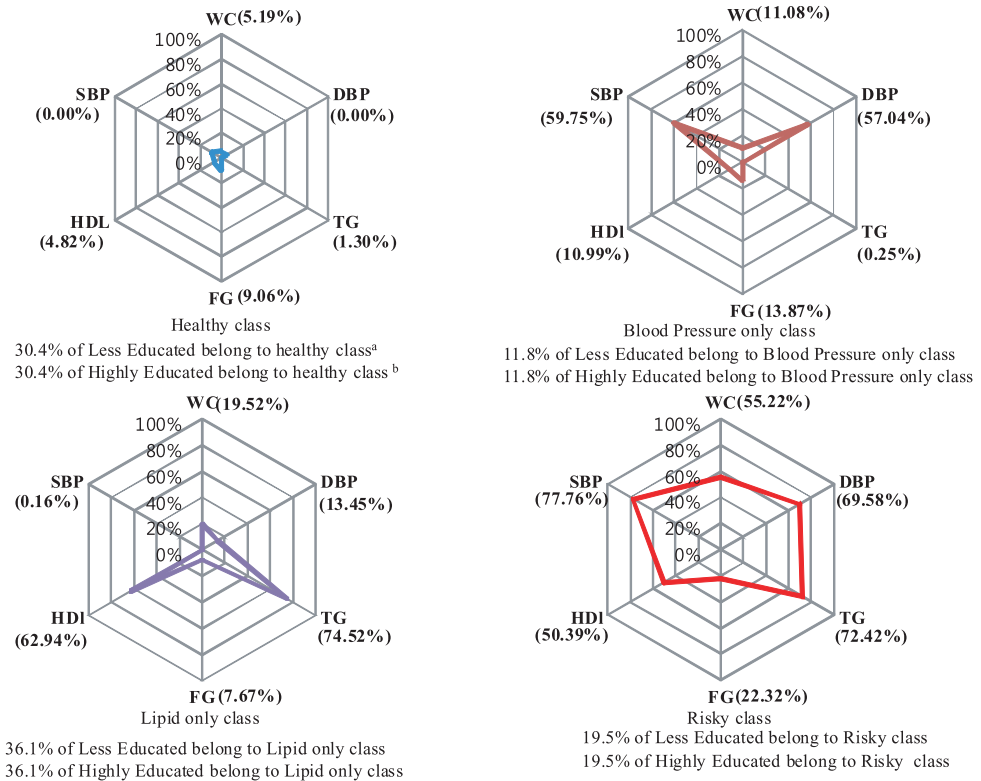 WC(5.19%)
100%
80%
60%
40%
20%
0%
SBP
(0.00%)
DBP
(0.00%)
HDL
(4.82%)
TG
(1.30%)
FG (9.06%)
Healthy class
30.4% of Less Educated belong to healthy classᵃ
30.4% of Highly Educated belong to healthy class ᵇ
WC(11.08%)
100%
80%
60%
40%
20%
0%
SBP
(59.75%)
DBP
(57.04%)
HDl
(10.99%)
TG
(0.25%)
FG (13.87%)
Blood Pressure only class
11.8% of Less Educated belong to Blood Pressure only class
11.8% of Highly Educated belong to Blood Pressure only class
WC(19.52%)
100%
80%
60%
40%
20%
0%
SBP
(0.16%)
DBP
(13.45%)
HDl
(62.94%)
TG
(74.52%)
FG (7.67%)
Lipid only class
36.1% of Less Educated belong to Lipid only class
36.1% of Highly Educated belong to Lipid only class
WC(55.22%)
100%
80%
60%
40%
20%
0%
SBP
(77.76%)
DBP
(69.58%)
HDl
(50.39%)
TG
(72.42%)
FG (22.32%)
Risky class
19.5% of Less Educated belong to Risky class
19.5% of Highly Educated belong to Risky class